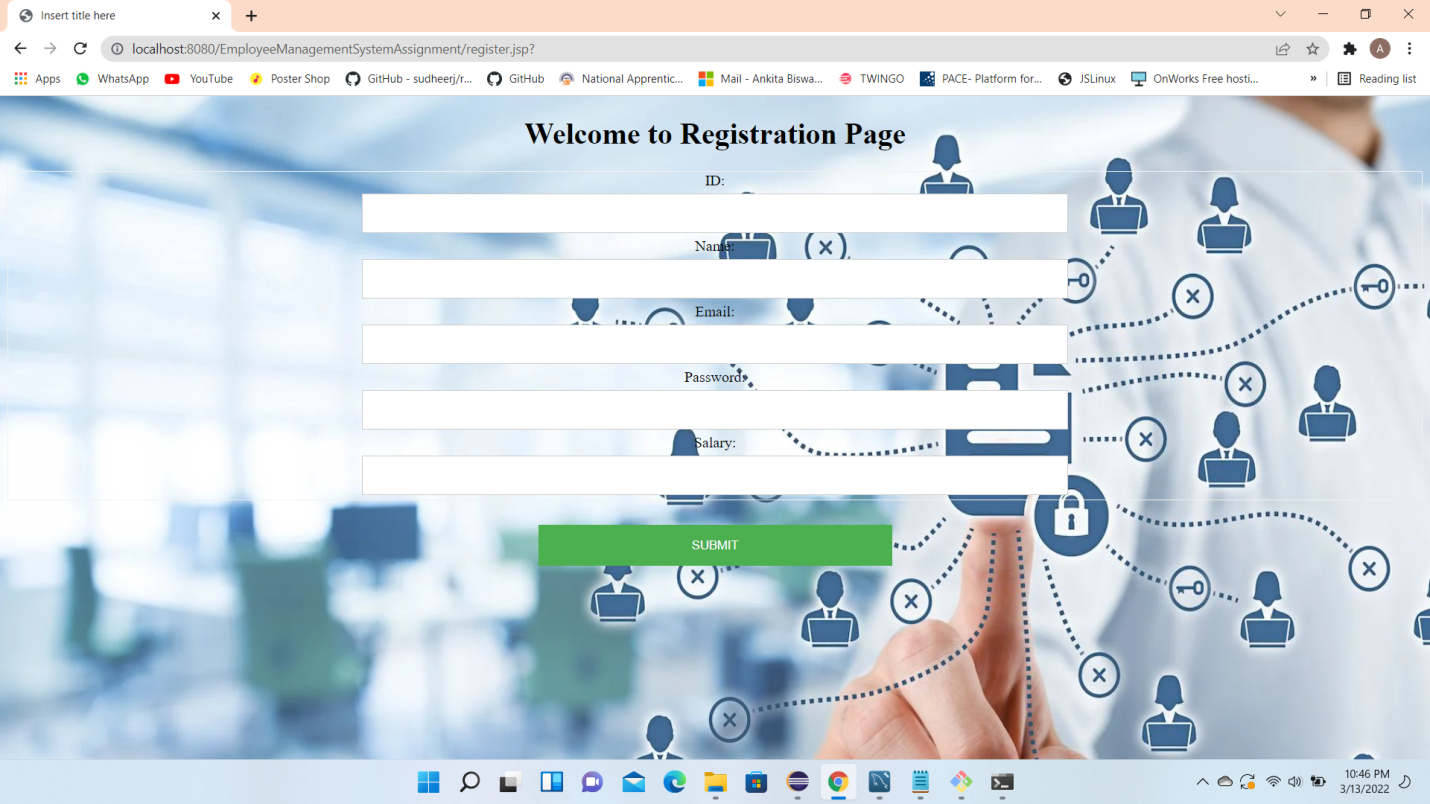 Insert title here
localhost:8080/EmployeeManagementSystemAssignment/register.jsp?
A
Apps WhatsApp YouTube Poster Shop GitHub - sudheerj/r... GitHub National Apprentic... Mail - Ankita Biswa... TWINGO PACE- Platform for... JSLinux OnWorks Free hosti... » Reading list
Welcome to Registration Page
ID:
Name:
Email:
Password:
Salary:
SUBMIT
10:46 PM
3/13/2022